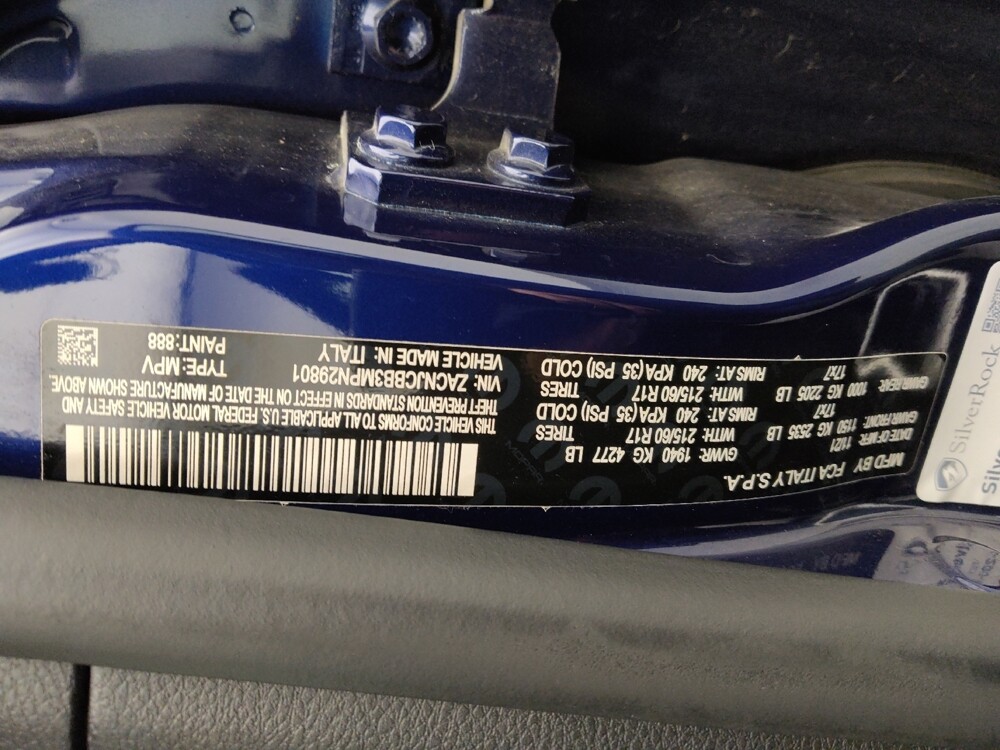 MFD BY FCA ITALY S.P.A.
DATE OF MFR: 11/21 GVWR: 1940 KG 4277 LB
GAWR FRONT: 1150 KG 2535 LB WITH: 215/60 R17 TIRES
17x7 RIMS AT: 240 KPA(35 PSI) COLD
GAWR REAR: 1000 KG 2205 LB WITH: 215/60 R17 TIRES
17x7 RIMS AT: 240 KPA(35 PSI) COLD
THIS VEHICLE CONFORMS TO ALL APPLICABLE U.S. FEDERAL MOTOR VEHICLE SAFETY AND
THEFT PREVENTION STANDARDS IN EFFECT ON THE DATE OF MANUFACTURE SHOWN ABOVE
VIN: ZACNJCBB3MPN29801 TYPE: MPV
VEHICLE MADE IN: ITALY PAINT:888
SilverRock